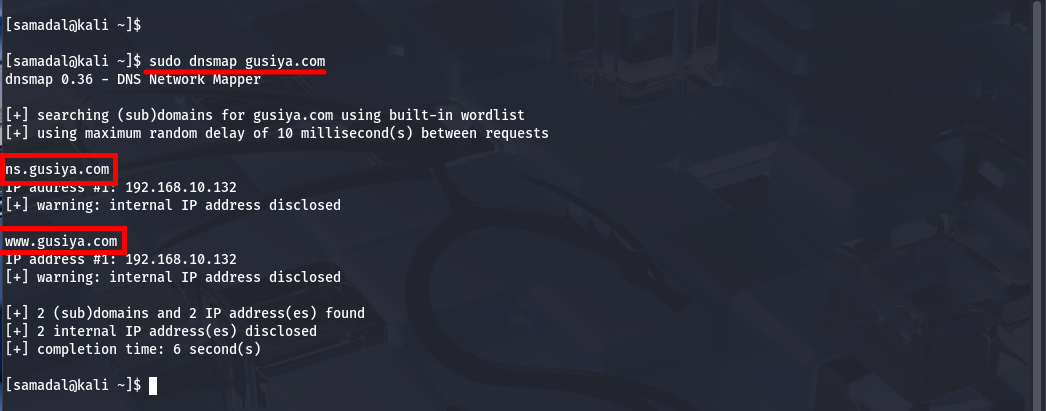 [samadal@kali ~]$
[samadal@kali ~]$ sudo dnsmap gusiya.com
dnsmap 0.36 - DNS Network Mapper
[+] searching (sub)domains for gusiya.com using built-in wordlist
[+] using maximum random delay of 10 millisecond(s) between requests
ns.gusiya.com
IP address #1: 192.168.10.132
[+] warning: internal IP address disclosed
www.gusiya.com
IP address #1: 192.168.10.132
[+] warning: internal IP address disclosed
[+] 2 (sub)domains and 2 IP address(es) found
[+] 2 internal IP address(es) disclosed
[+] completion time: 6 second(s)
[samadal@kali ~]$